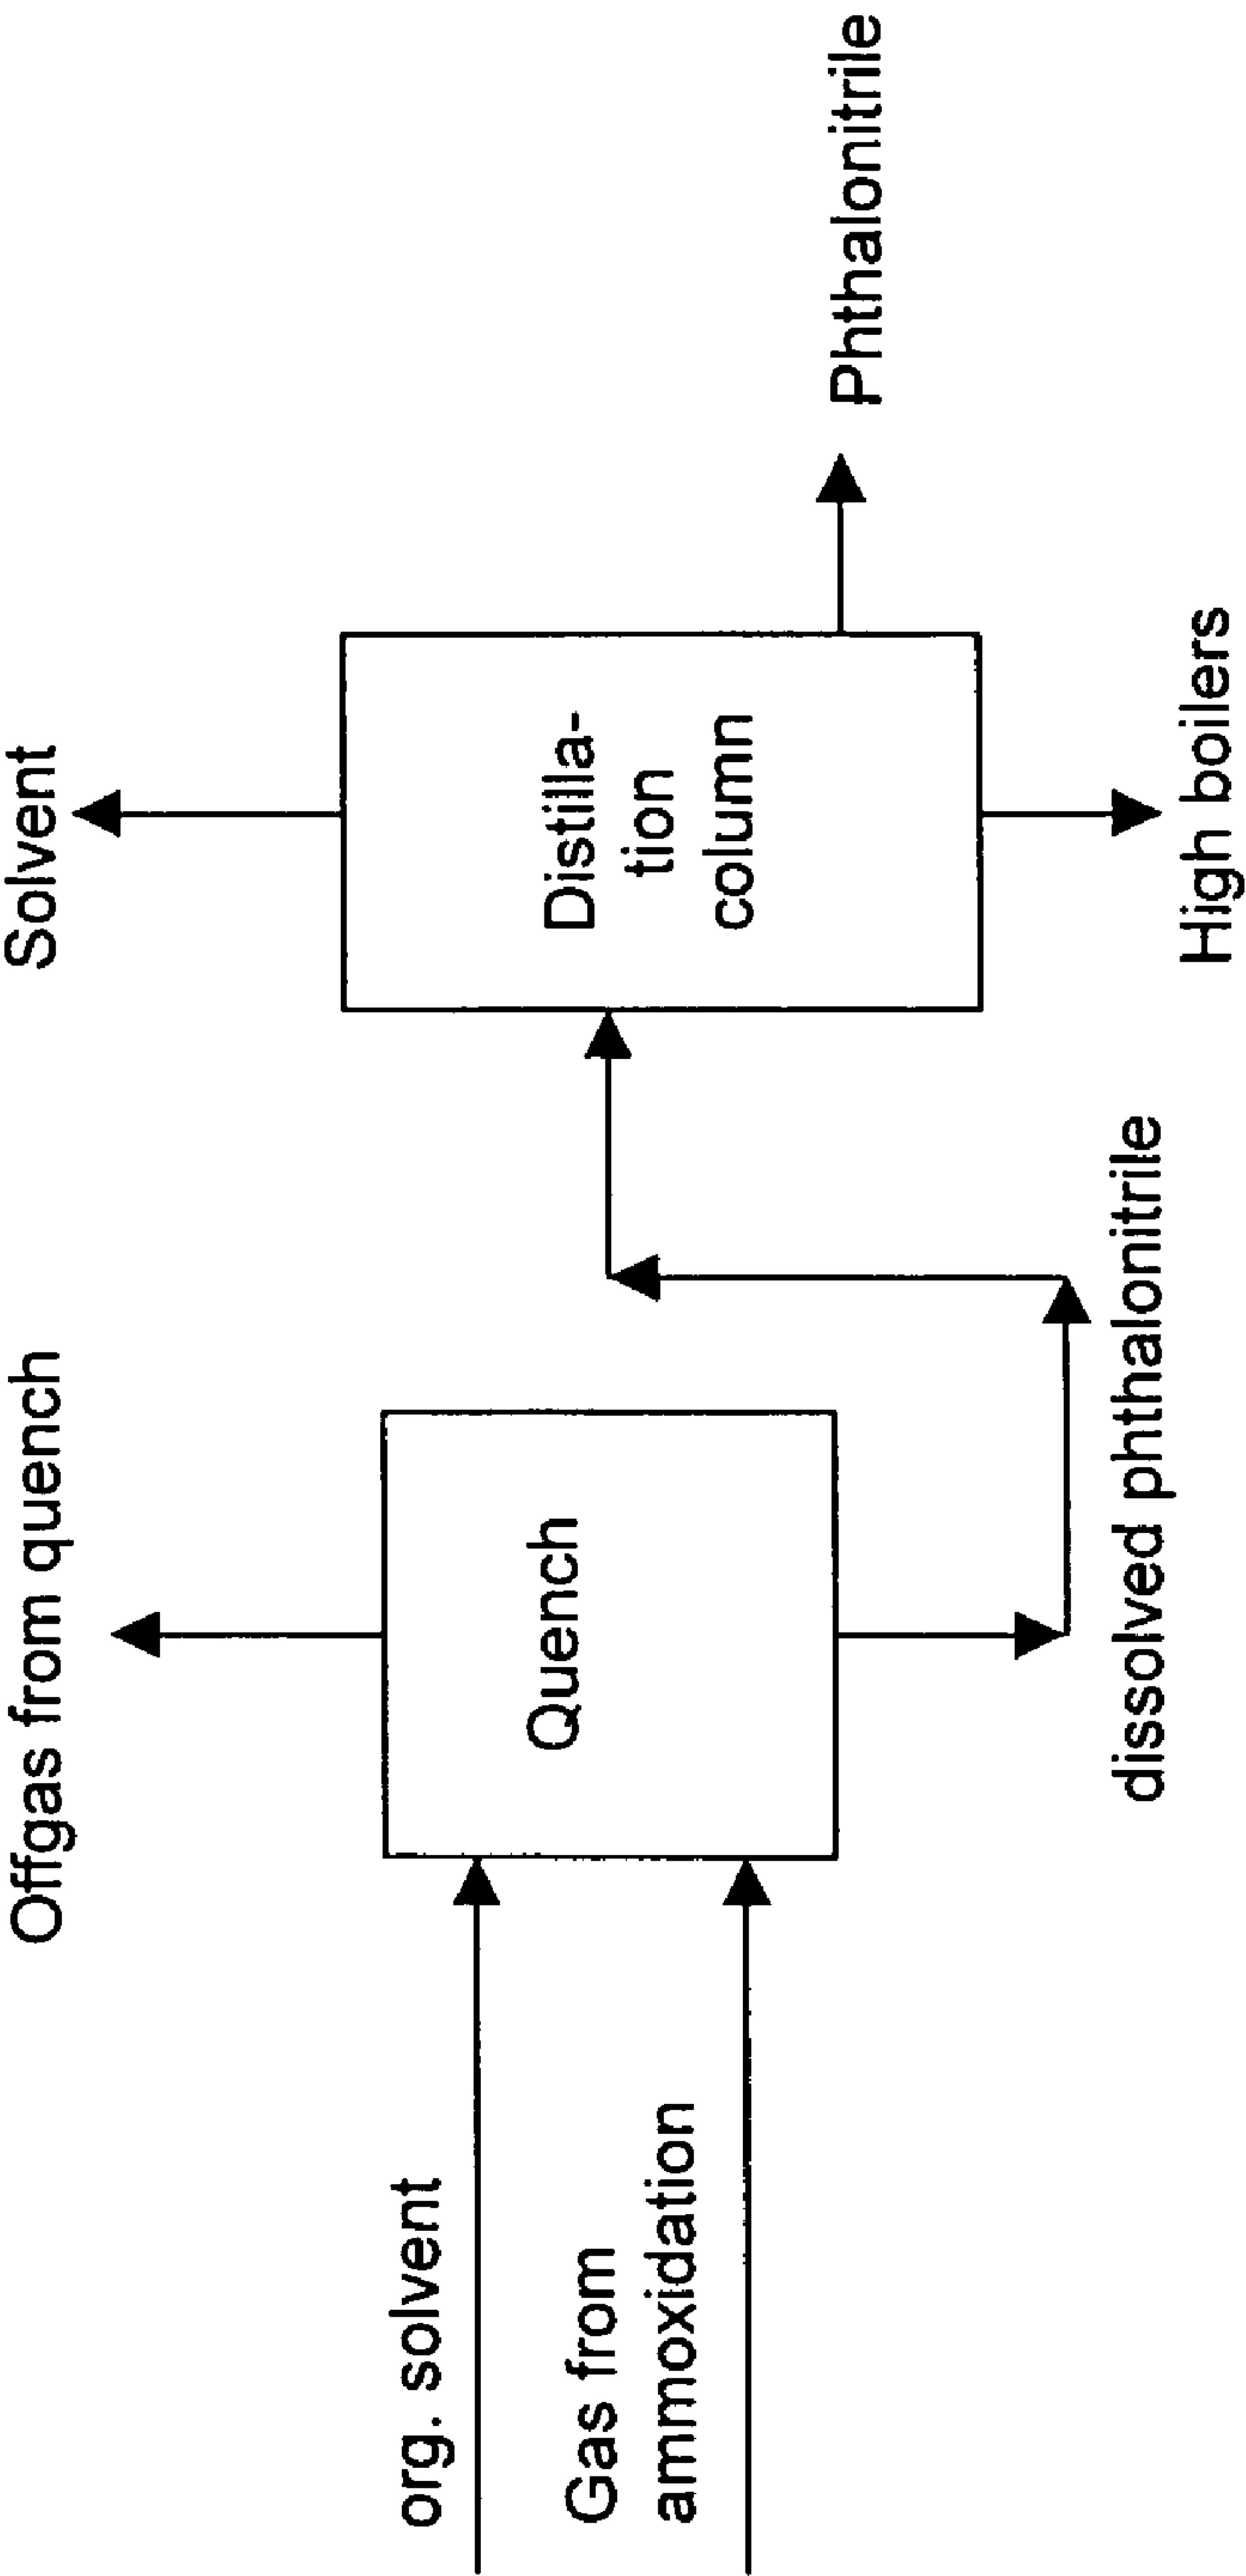 org. solvent
Gas from
ammoxidation
Offgas from quench
Quench
dissolved phthalonitrile
Solvent
Distilla-
tion
column
High boilers
Phthalonitrile